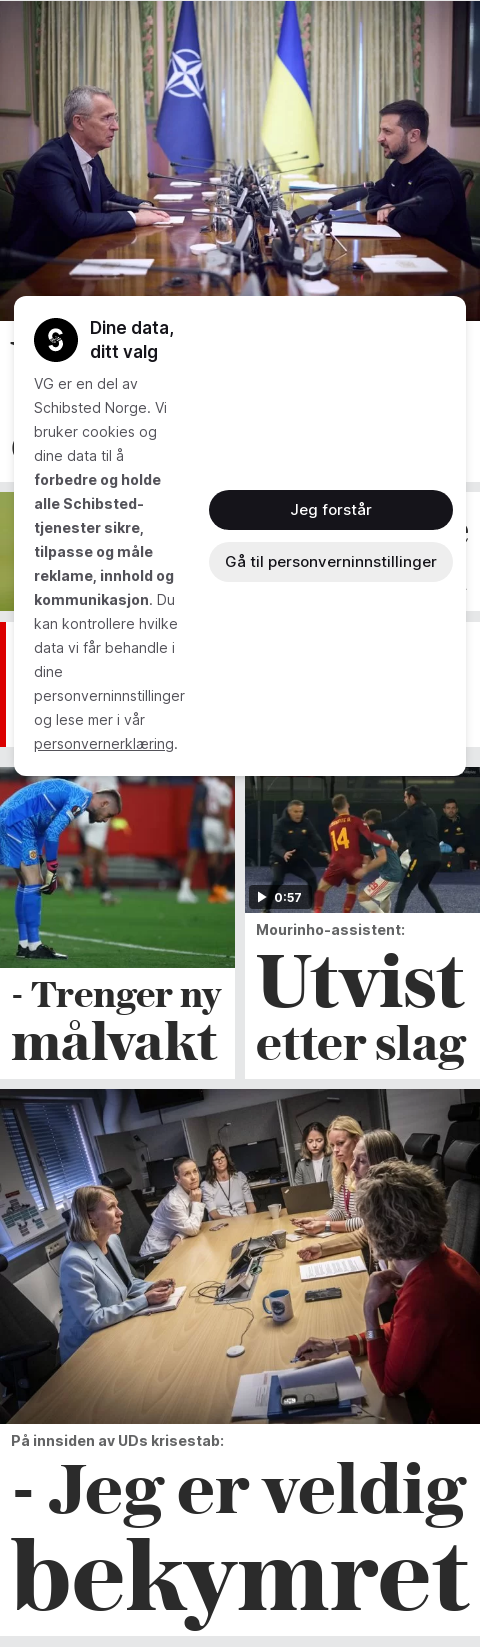 Dine data,
ditt valg
VG er en del av
Schibsted Norge. Vi
bruker cookies og
dine data til å
forbedre og holde
alle Schibsted-
tjenester sikre,
tilpasse og måle
reklame, innhold og
kommunikasjon. Du
kan kontrollere hvilke
data vi får behandle i
dine
personverninnstillinger
og lese mer i vår
personvernerklæring.
Jeg forstår
Gå til personverninnstillinger
14
0:57
- Trenger ny
målvakt
Mourinho-assistent:
Utvist
etter slag
På innsiden av UDs krisestab:
- Jeg er veldig
bekymret